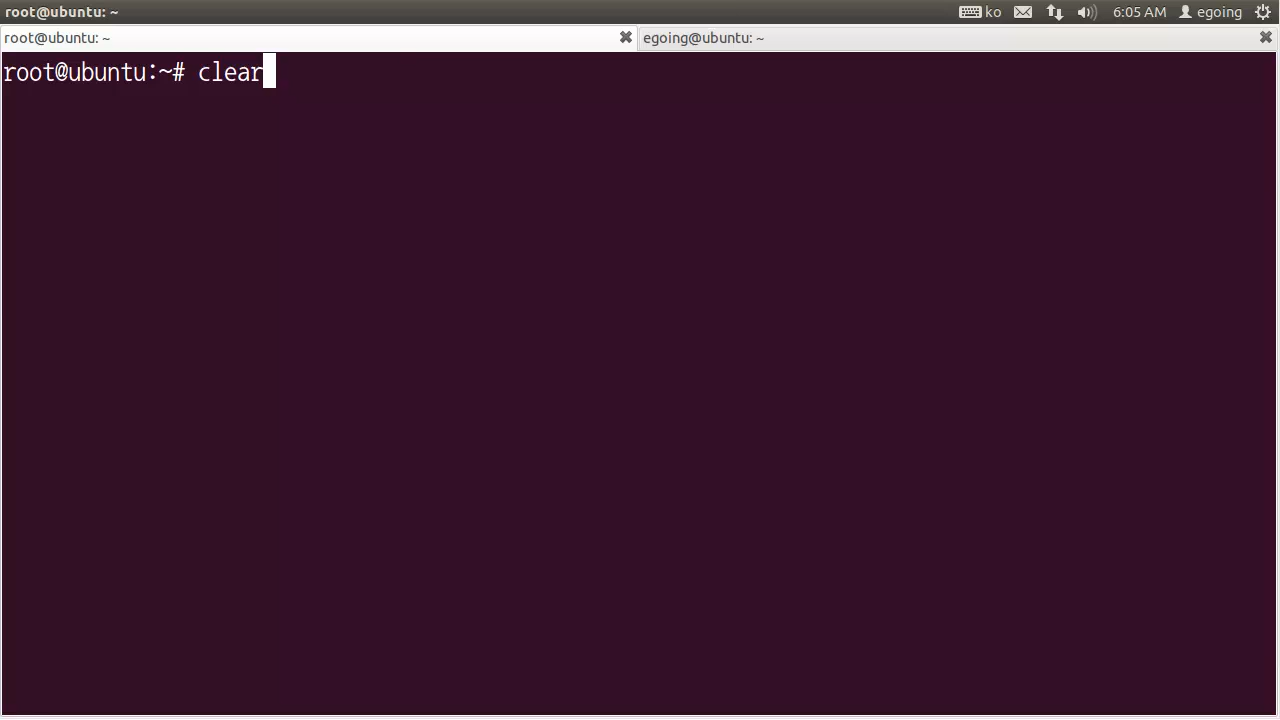 root@ubuntu: ~
ko
6:05 AM
egoing
root@ubuntu: ~
egoing@ubuntu: ~
root@ubuntu:~# clear